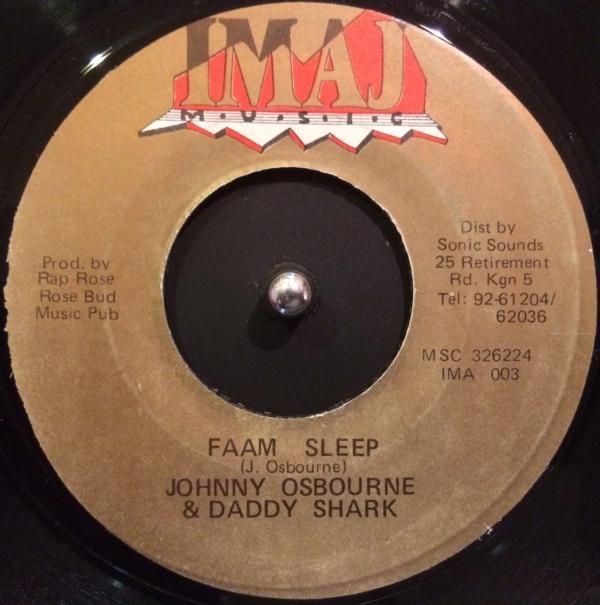 IMAJ
M.U.S.I.C
Prod. by
Rap Rose
Rose Bud
Music Pub
Dist by
Sonic Sounds
25 Retirement
Rd. Kgn 5
Tel: 92-61204/
62036
MSC 326224
IMA 003
FAAM SLEEP
(J. Osbourne)
JOHNNY OSBOURNE
& DADDY SHARK